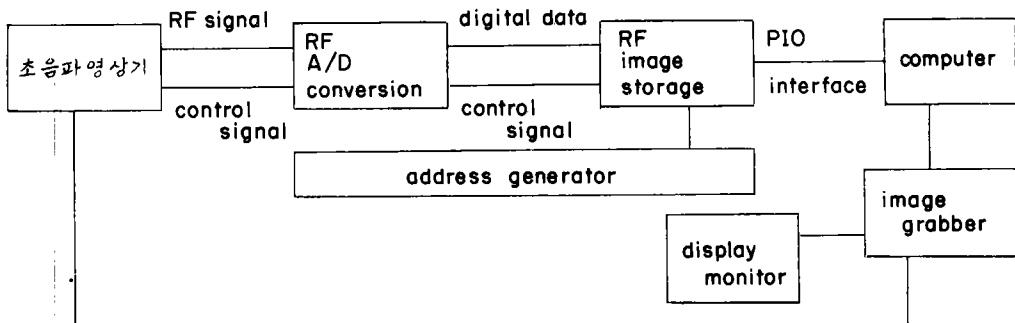 RF signal
digital data
초음파영상기
RF
A/D
conversion
RF
image
storage
PIO
interface
computer
control
signal
control
signal
address generator
image
grabber
display
monitor